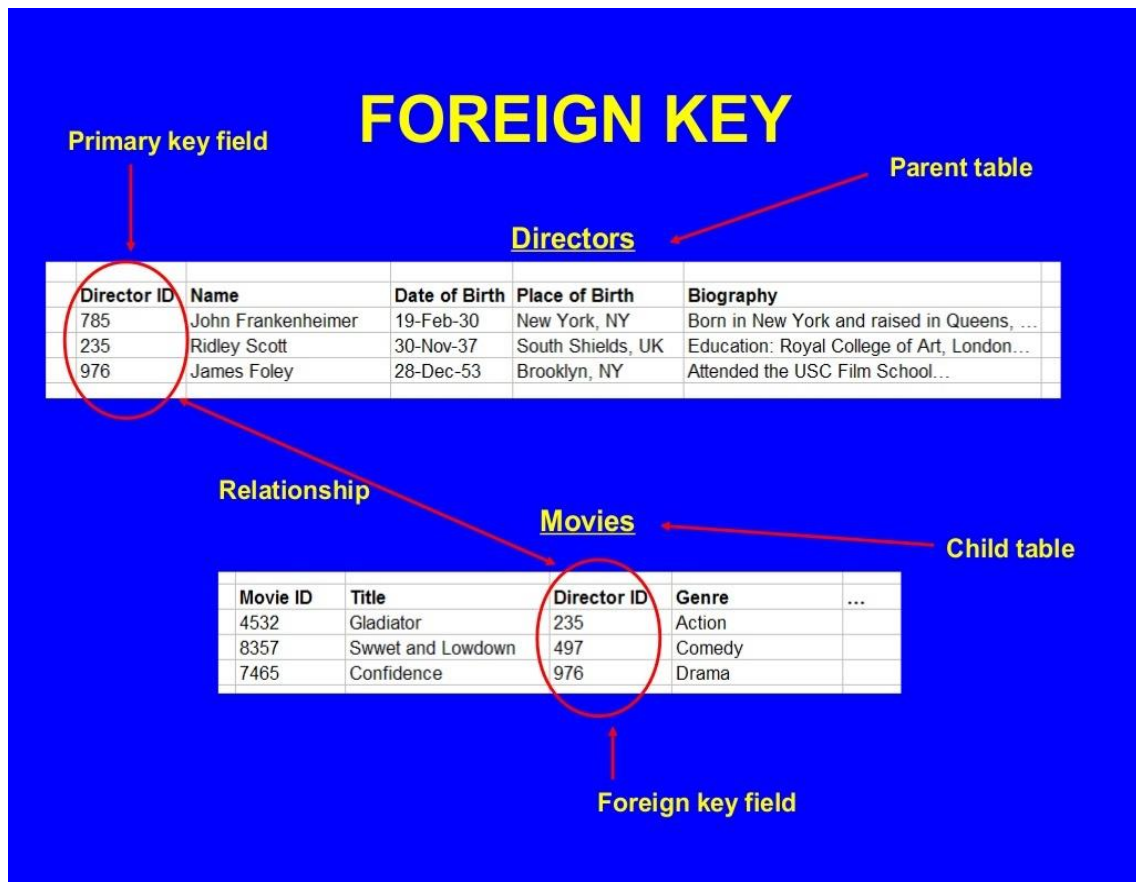 FOREIGN KEY
Primary key field
Parent table
Directors
Director ID Name Date of Birth Place of Birth Biography
785 John Frankenheimer 19-Feb-30 New York, NY Born in New York and raised in Queens, ...
235 Ridley Scott 30-Nov-37 South Shields, UK Education: Royal College of Art, London...
976 James Foley 28-Dec-53 Brooklyn, NY Attended the USC Film School...
Relationship
Movies
Child table
Movie ID Title Director ID Genre ...
4532 Gladiator 235 Action
8357 Swwet and Lowdown 497 Comedy
7465 Confidence 976 Drama
Foreign key field